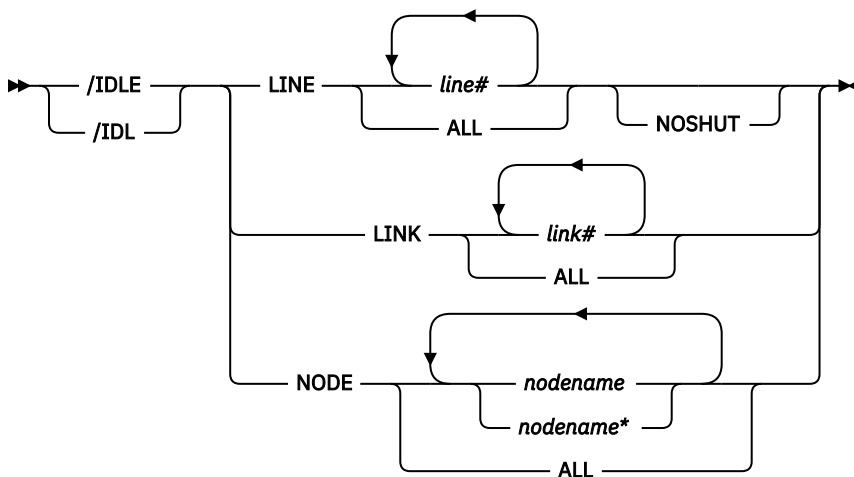 /IDLE LINE line#
/IDL ALL NOSHUT
LINK link#
ALL
NODE nodename
nodename*
ALL